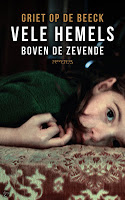 GRIET OP DE BEECK
VELE HEMELS
BOVEN DE ZEVENDE